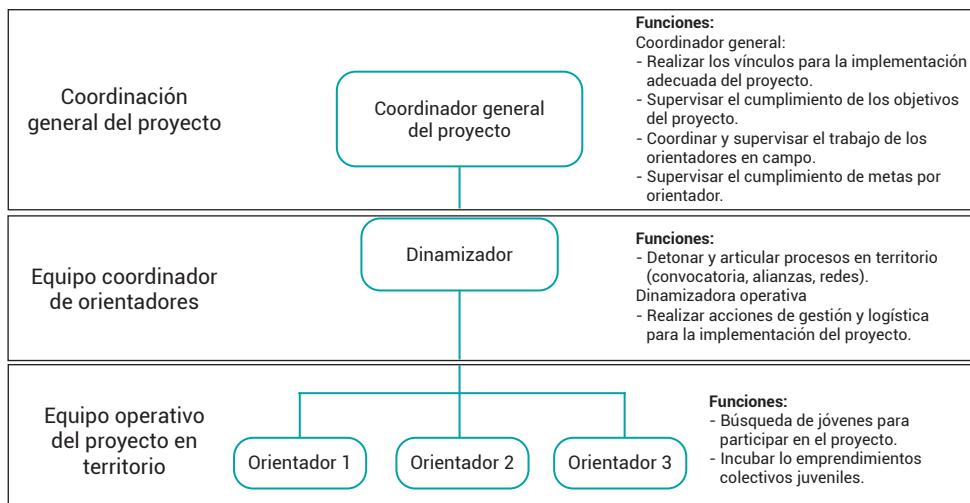 Coordinación
general del proyecto
Coordinador general
del proyecto
Funciones:
Coordinador general:
- Realizar los vínculos para la implementación
adecuada del proyecto.
- Supervisar el cumplimiento de los objetivos
del proyecto.
- Coordinar y supervisar el trabajo de los
orientadores en campo.
- Supervisar el cumplimiento de metas por
orientador.
Equipo coordinador
de orientadores
Dinamizador
Funciones:
- Detonar y articular procesos en territorio
(convocatoria, alianzas, redes).
Dinamizadora operativa
- Realizar acciones de gestión y logística
para la implementación del proyecto.
Equipo operativo
del proyecto en
territorio
Orientador 1
Orientador 2
Orientador 3
Funciones:
- Búsqueda de jóvenes para
participar en el proyecto.
- Incubar lo emprendimientos
colectivos juveniles.